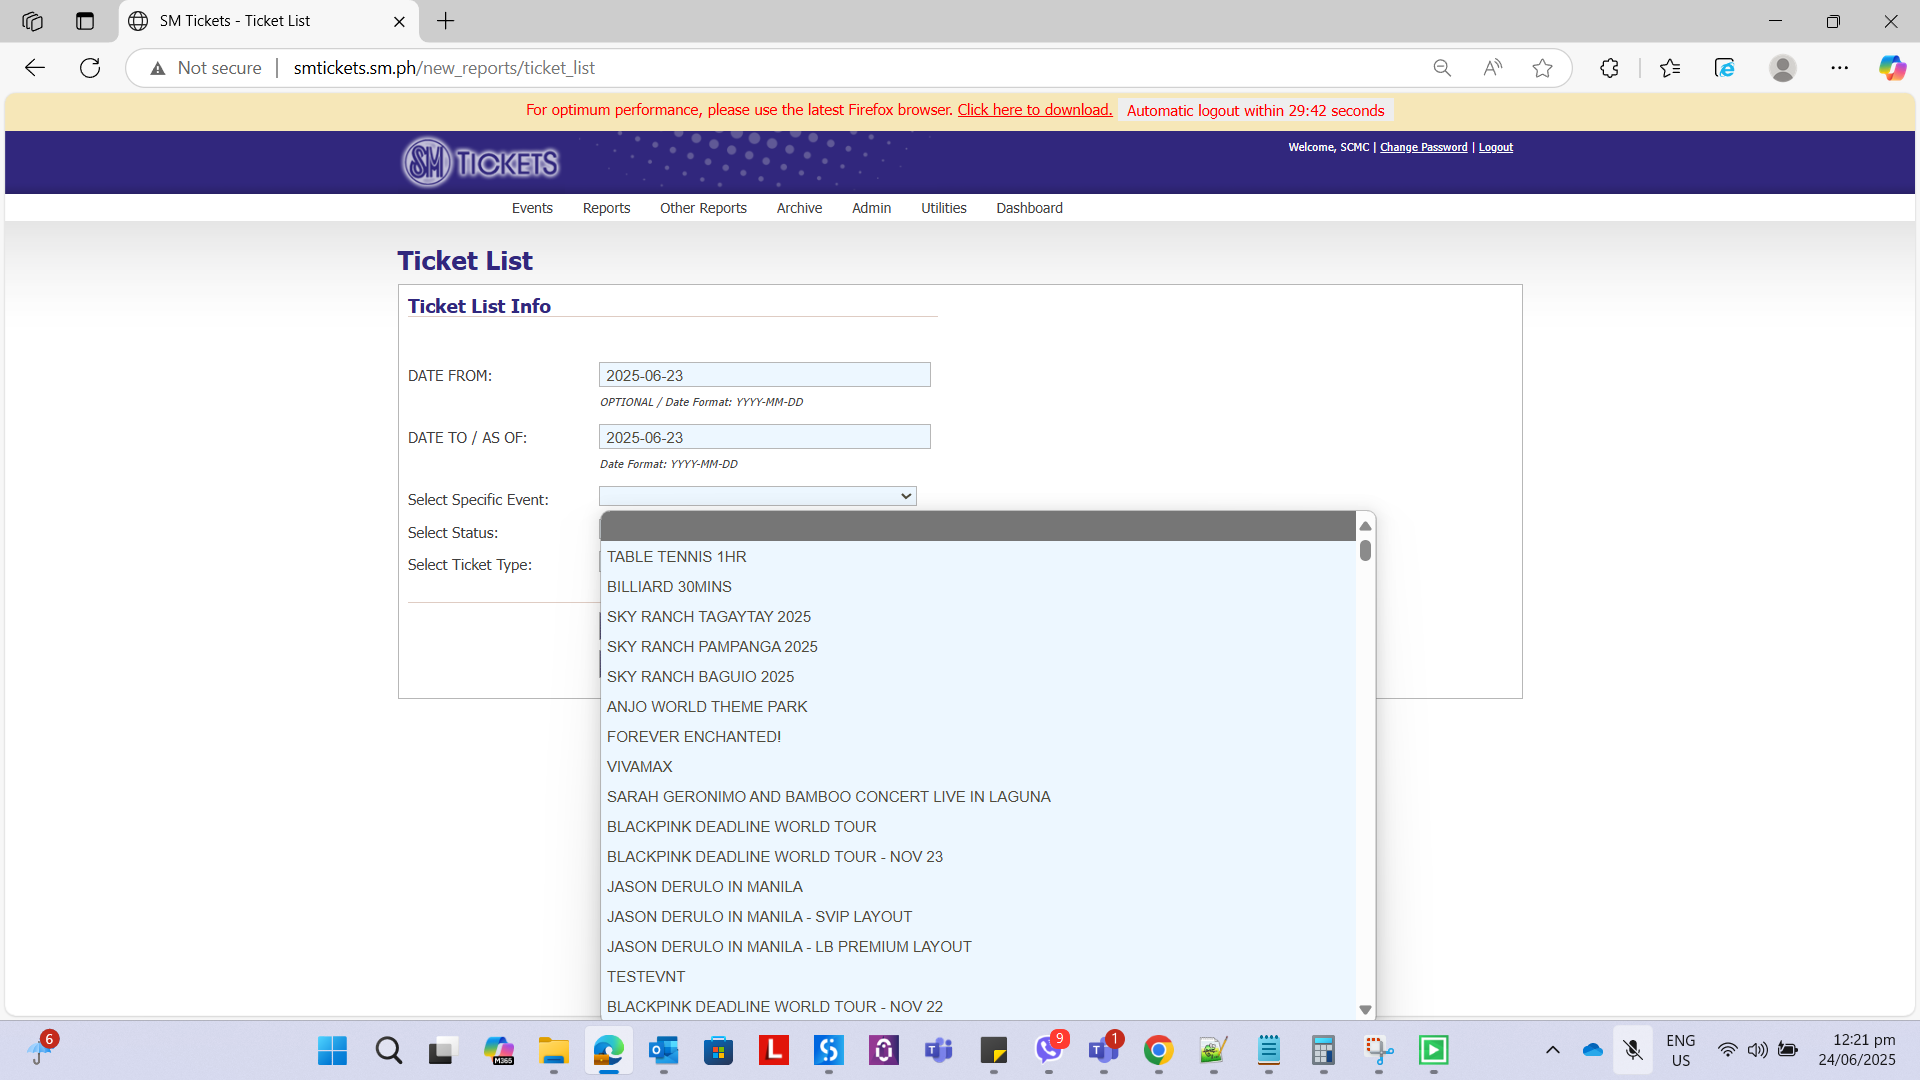 SM Tickets - Ticket List
Not secure
smtickets.sm.ph/new_reports/ticket_list
For optimum performance, please use the latest Firefox browser. Click here to download. Automatic logout within 29:42 seconds
SM TICKETS
Welcome, SCMC | Change Password | Logout
Events Reports Other Reports Archive Admin Utilities Dashboard
Ticket List
Ticket List Info
DATE FROM: 2025-06-23
OPTIONAL / Date Format: YYYY-MM-DD
DATE TO / AS OF: 2025-06-23
Date Format: YYYY-MM-DD
Select Specific Event:
Select Status:
Select Ticket Type:
TABLE TENNIS 1HR
BILLIARD 30MINS
SKY RANCH TAGAYTAY 2025
SKY RANCH PAMPANGA 2025
SKY RANCH BAGUIO 2025
ANJO WORLD THEME PARK
FOREVER ENCHANTED!
VIVAMAX
SARAH GERONIMO AND BAMBOO CONCERT LIVE IN LAGUNA
BLACKPINK DEADLINE WORLD TOUR
BLACKPINK DEADLINE WORLD TOUR - NOV 23
JASON DERULO IN MANILA
JASON DERULO IN MANILA - SVIP LAYOUT
JASON DERULO IN MANILA - LB PREMIUM LAYOUT
TESTEVNT
BLACKPINK DEADLINE WORLD TOUR - NOV 22
6
M365
L
9
1
ENG
US
12:21 pm
24/06/2025